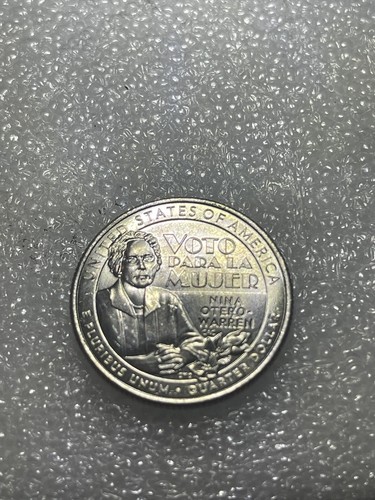 UNITED STATES OF AMERICA
VOTO
PARA LA
MUJER
NINA
OTERO-
WARREN
E PLURIBUS UNUM • QUARTER DOLLAR